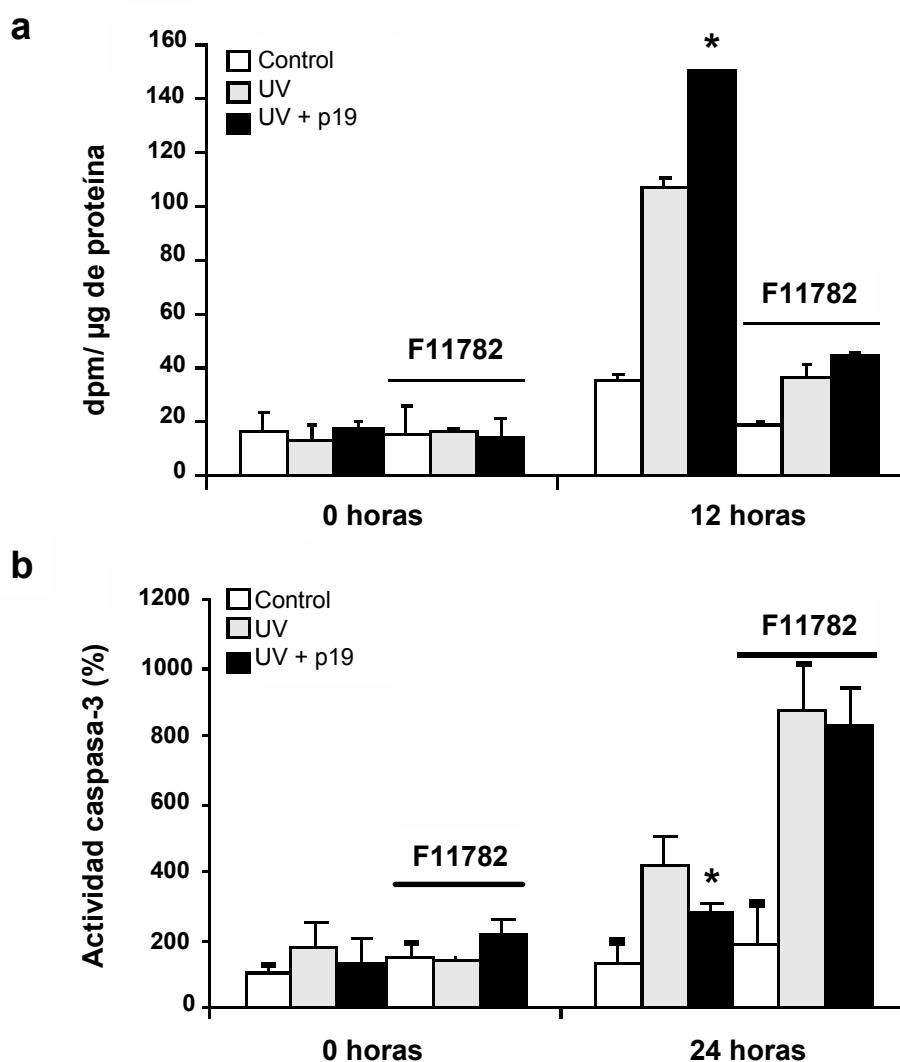 a
dpm/ µg de proteína
160
140
120
100
80
60
40
20
0
Control
UV
UV + p19
*
F11782
F11782
0 horas
12 horas
b
Actividad caspasa-3 (%)
1200
1000
800
600
400
200
0
Control
UV
UV + p19
F11782
F11782
*
0 horas
24 horas